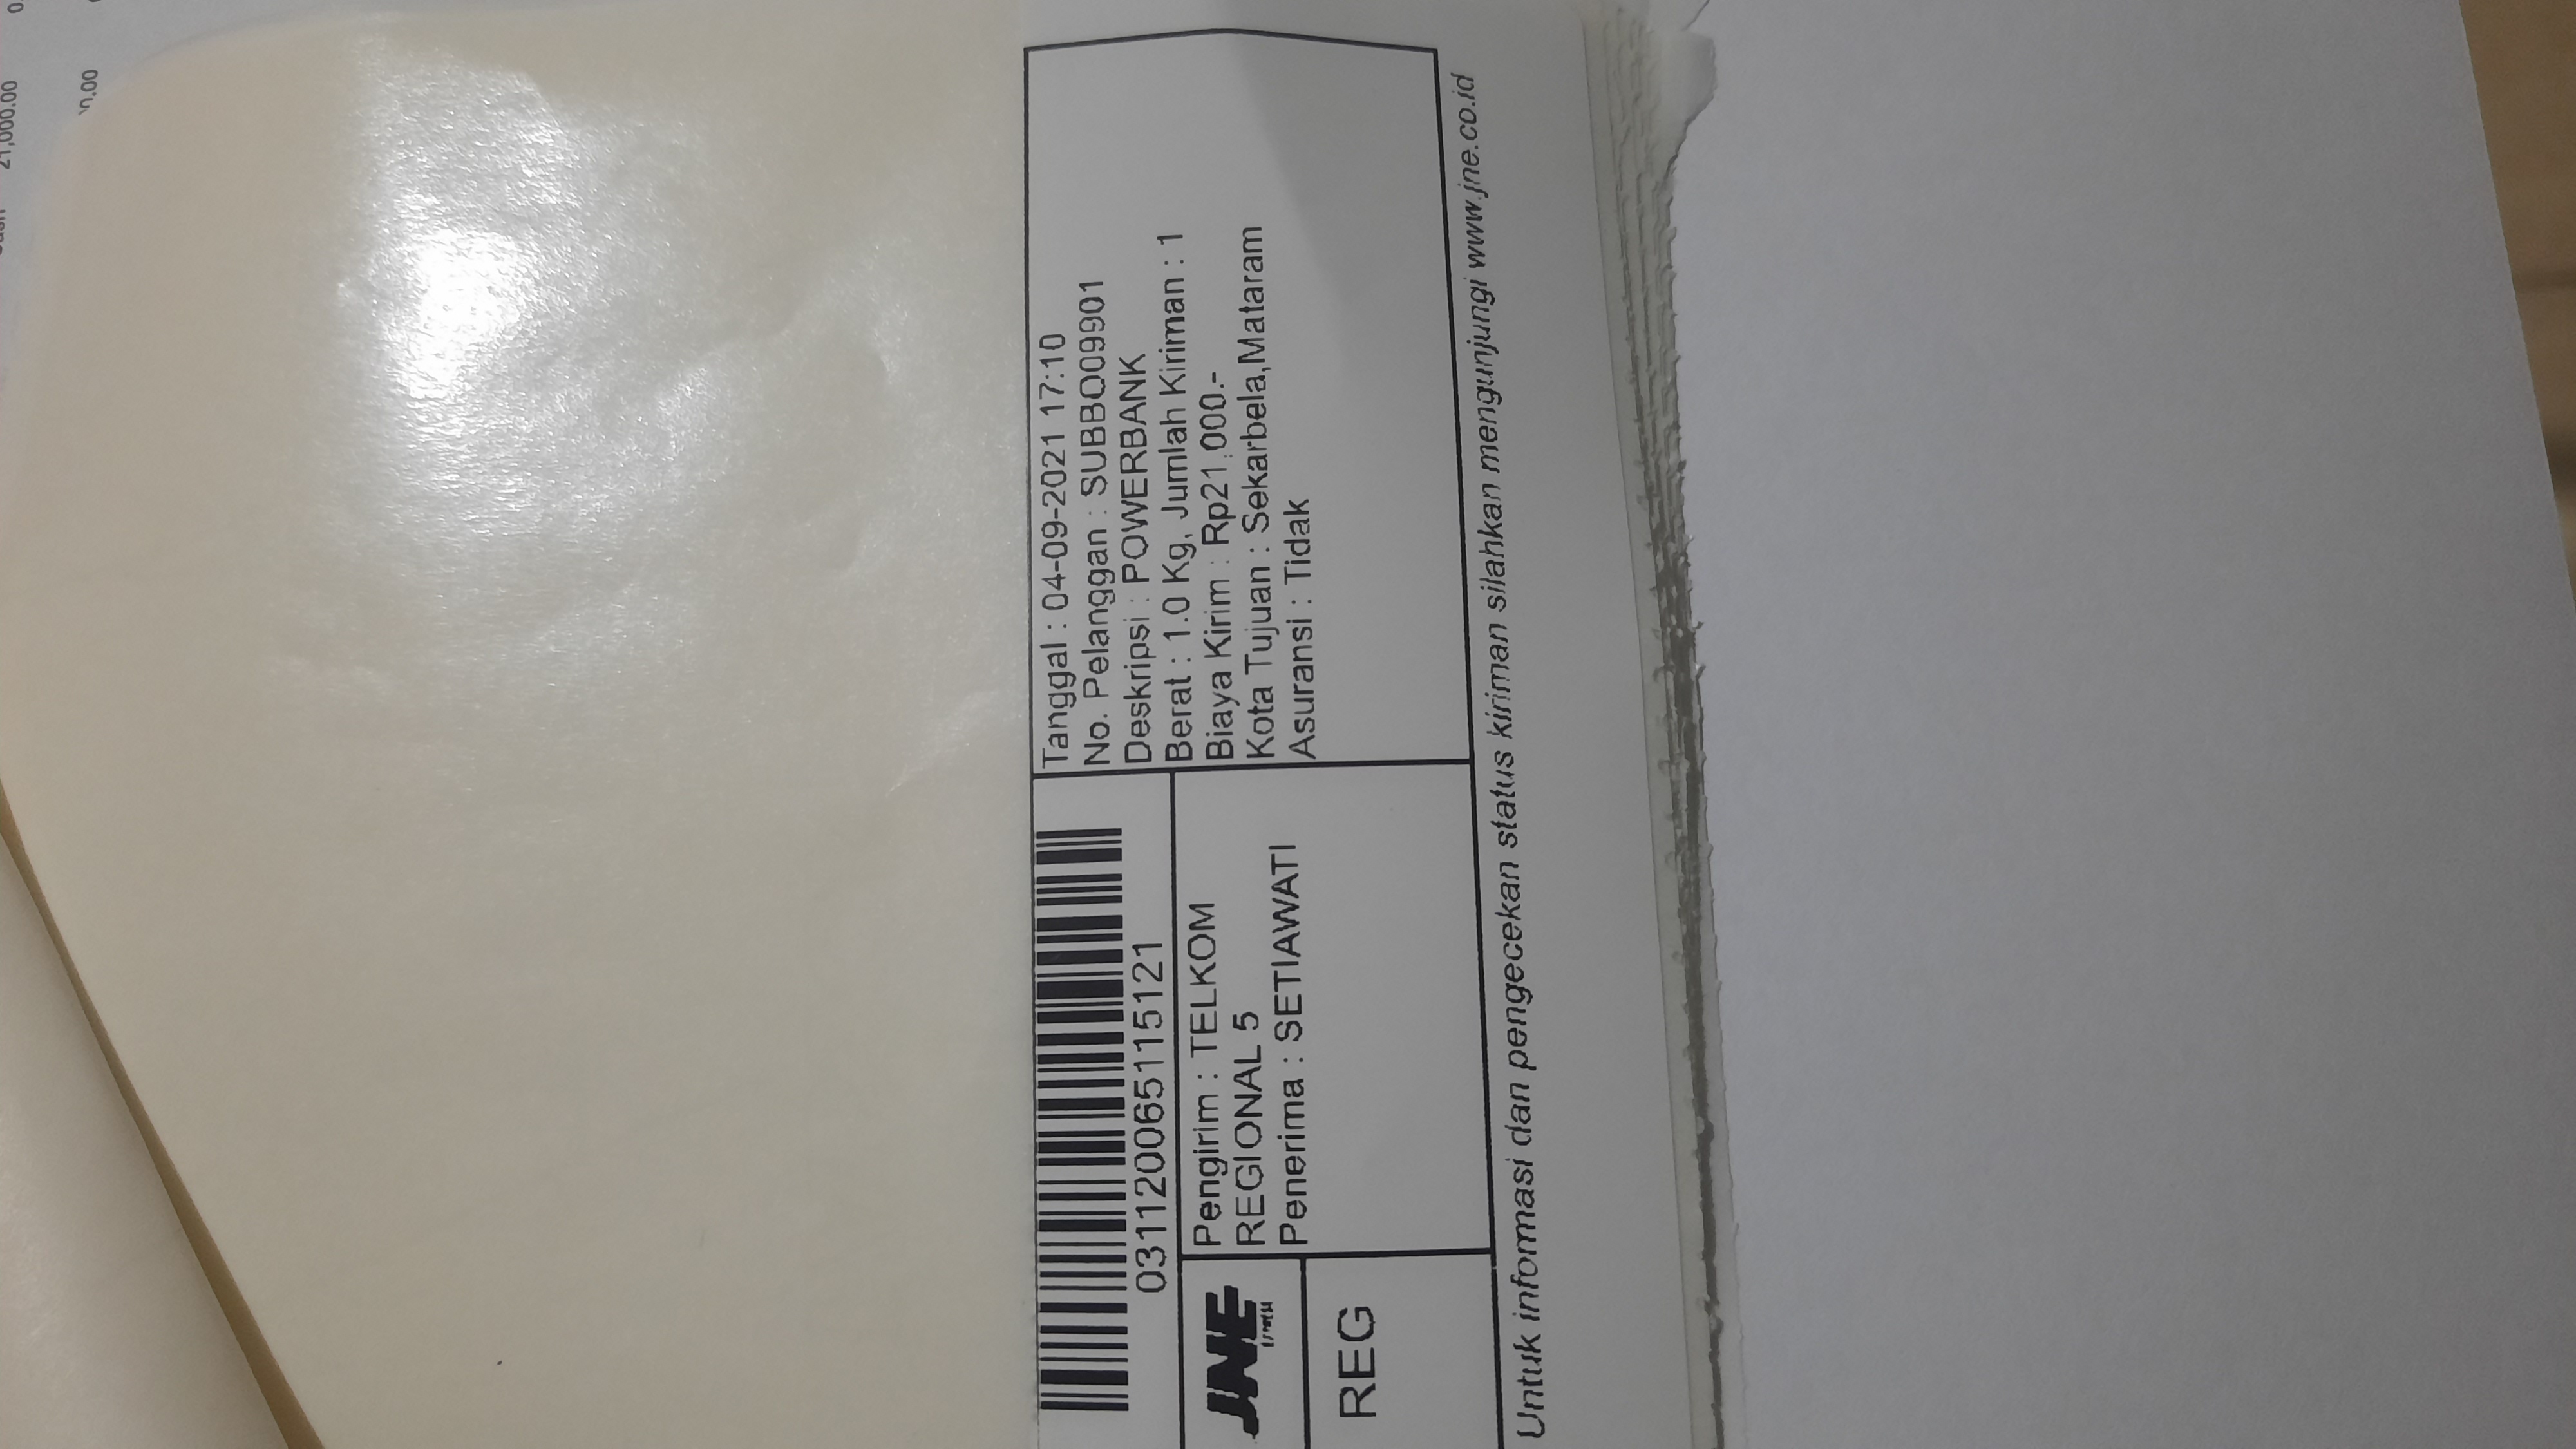 21,000.00
031120065115121
JNE
REG
Pengirim : TELKOM
REGIONAL 5
Penerima : SETIAWATI
Tanggal : 04-09-2021 17:10
No. Pelanggan : SUBBO09901
Deskripsi : POWERBANK
Berat : 1.0 Kg, Jumlah Kiriman : 1
Biaya Kirim : Rp21,000.-
Kota Tujuan : Sekarbela,Mataram
Asuransi : Tidak
Untuk informasi dan pengecekan status kiriman silahkan mengunjungi www.jne.co.id